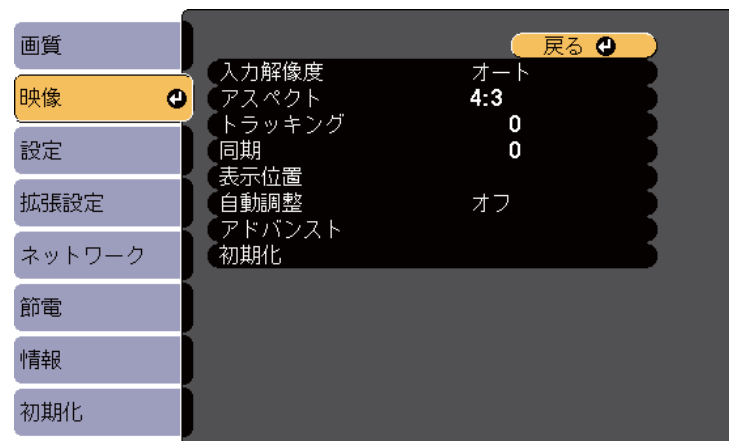 画質
映像
設定
拡張設定
ネットワーク
節電
情報
初期化
戻る
入力解像度 オート
アスペクト 4:3
トラッキング 0
同期 0
表示位置
自動調整 オフ
アドバンスト
初期化